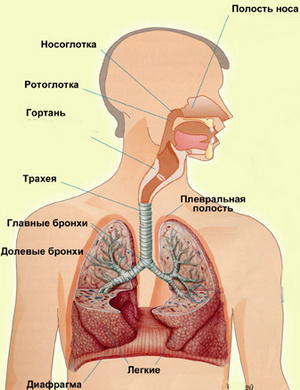 Полость носа
Носоглотка
Ротоглотка
Гортань
Трахея
Плевральная
полость
Главные бронхи
Долевые бронхи
Легкие
Диафрагма